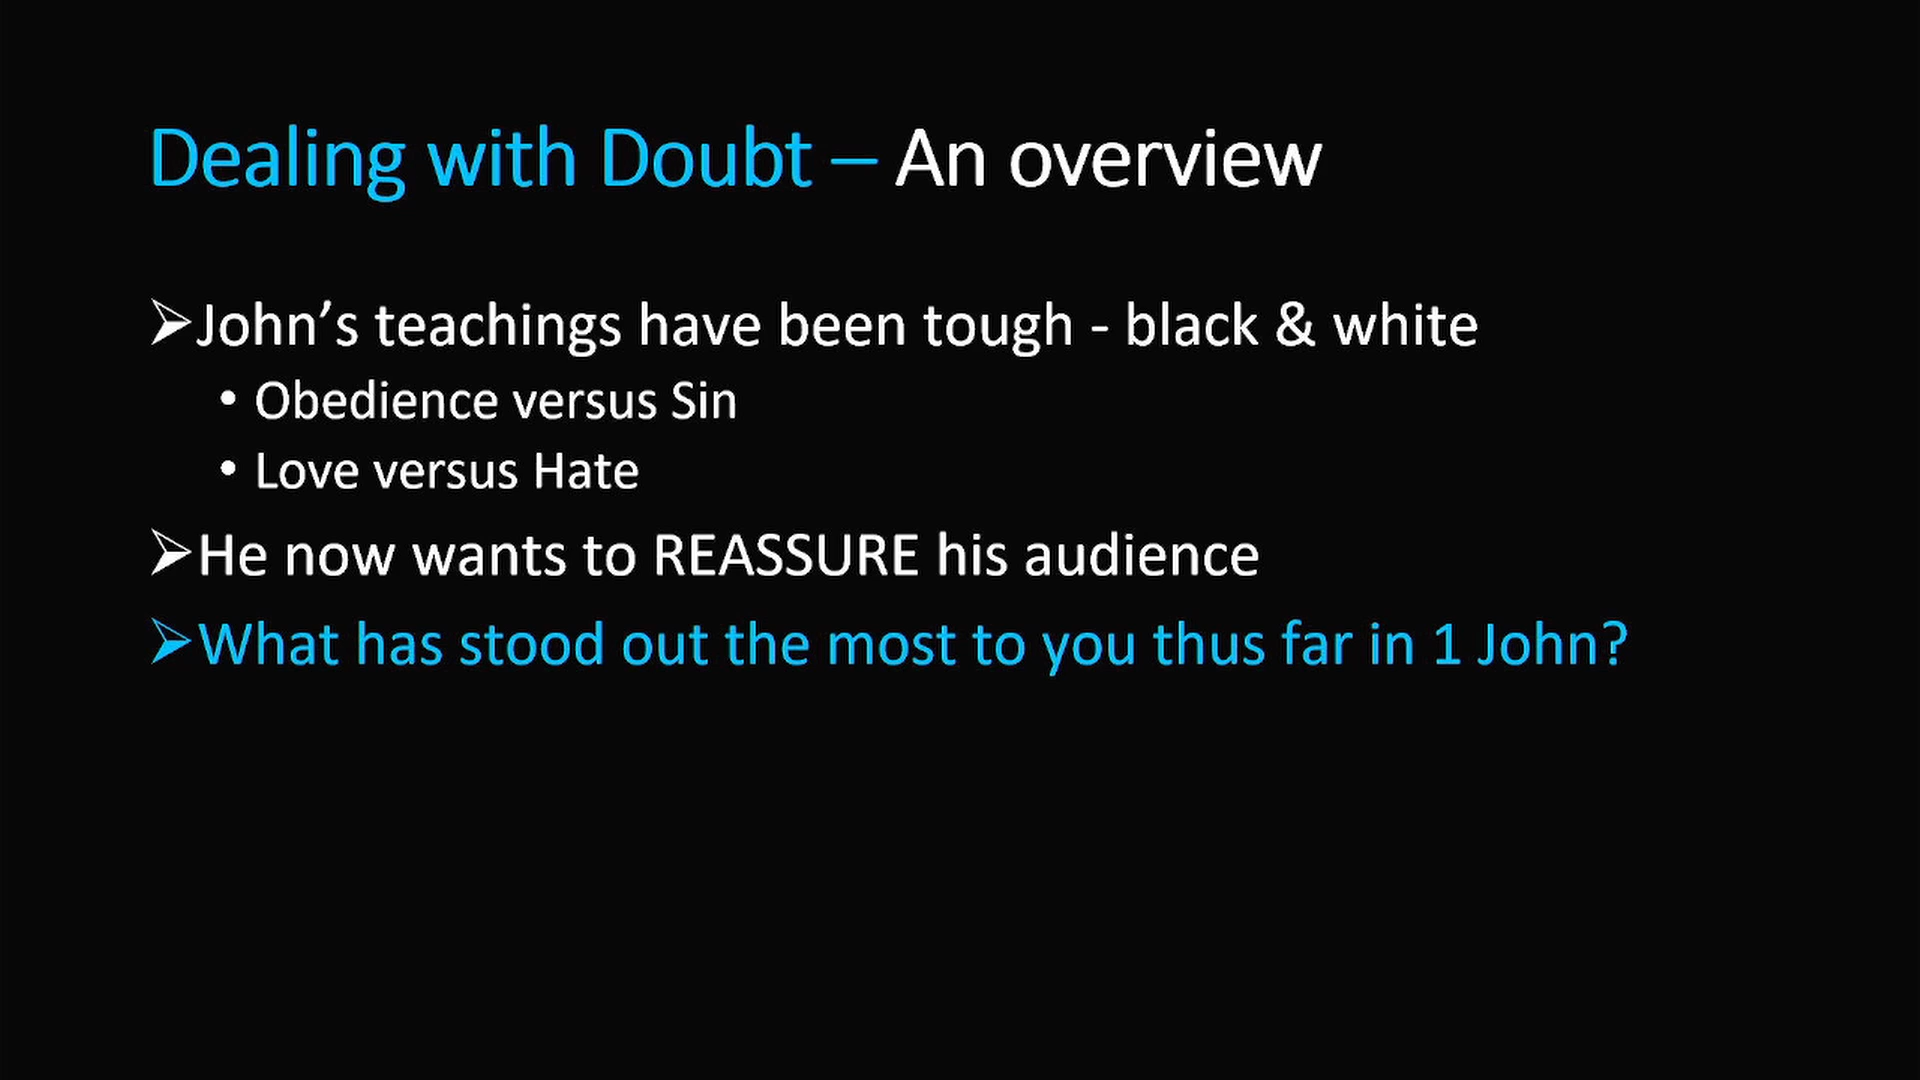 Dealing with Doubt – An overview
➢John’s teachings have been tough - black & white
• Obedience versus Sin
• Love versus Hate
➢He now wants to REASSURE his audience
➢What has stood out the most to you thus far in 1 John?